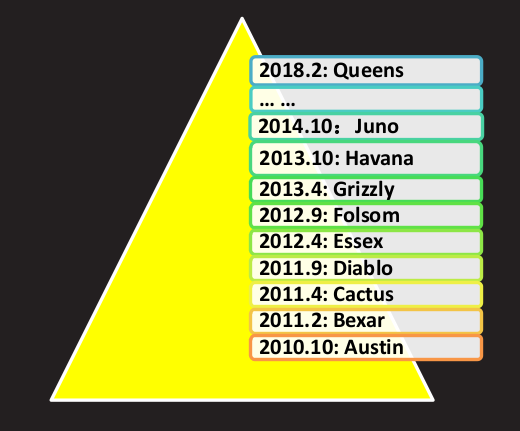 2018.2: Queens
... ...
2014.10：Juno
2013.10: Havana
2013.4: Grizzly
2012.9: Folsom
2012.4: Essex
2011.9: Diablo
2011.4: Cactus
2011.2: Bexar
2010.10: Austin